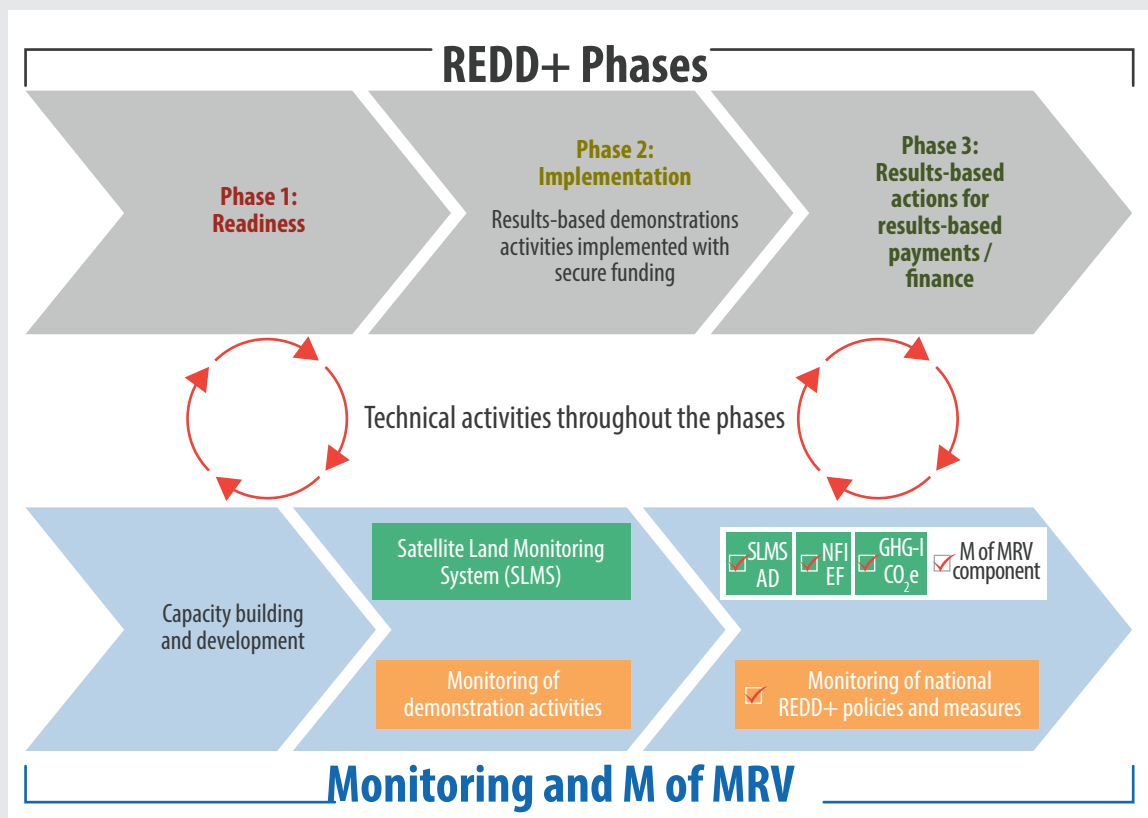 REDD+ Phases
Phase 1:
Readiness
Phase 2:
Implementation
Results-based demonstrations
activities implemented with
secure funding
Phase 3:
Results-based
actions for
results-based
payments /
finance
Technical activities throughout the phases
Capacity building
and development
Satellite Land Monitoring
System (SLMS)
Monitoring of
demonstration activities
SLMS
AD
NFI
EF
GHG-I
CO₂e
M of MRV
component
Monitoring of national
REDD+ policies and measures
Monitoring and M of MRV